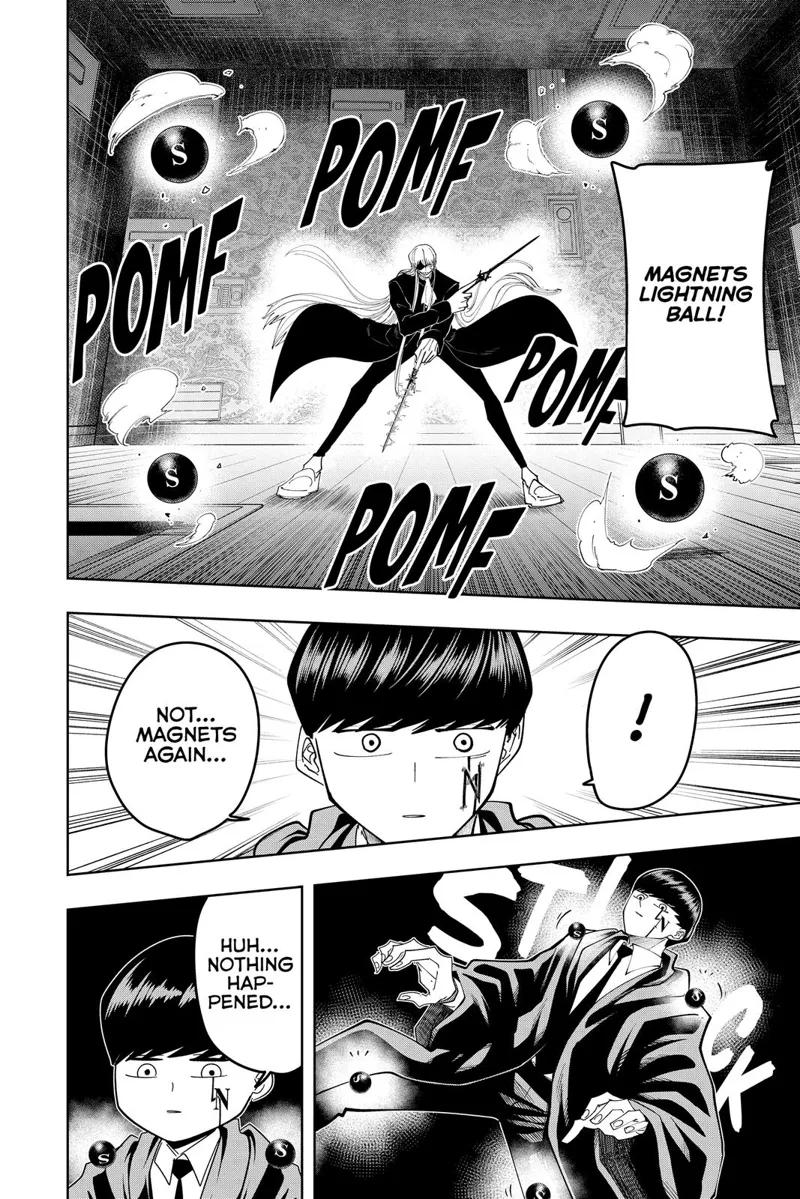 S
S
POMF
POMF
MAGNETS
LIGHTNING
BALL!
POMF
S
S
POMF
!
NOT...
MAGNETS
AGAIN...
N
STICK
N
S
S
S
HUH...
NOTHING
HAP-
PENED...
N
S
S